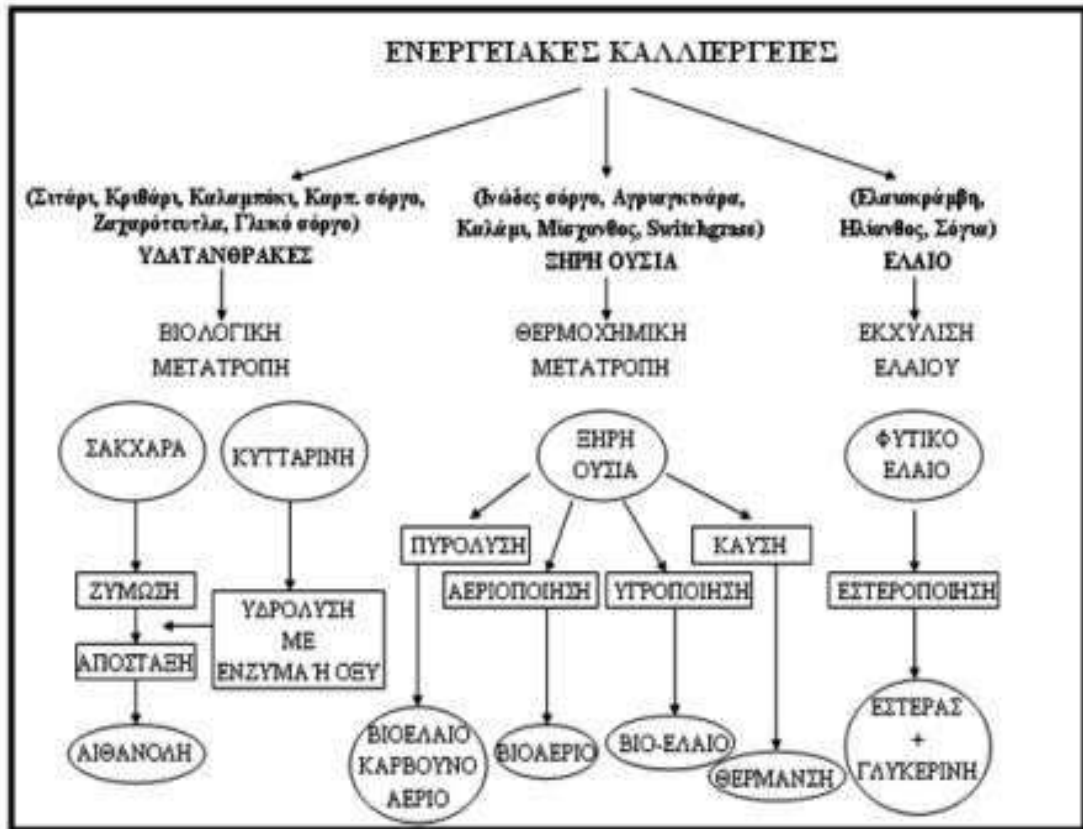 ΕΝΕΡΓΕΙΑΚΕΣ ΚΑΛΛΙΕΡΓΕΙΕΣ
(Σιτάρι, Κριθάρι, Καλαμπόκι, Καρπ. σόργο,
Ζαχαρότευτλα, Γλυκό σόργο)
ΥΔΑΤΑΝΘΡΑΚΕΣ
(Ινώδες σόργο, Αγριαγκινάρα,
Καλάμι, Μίσχανθος, Switchgrass)
ΞΗΡΗ ΟΥΣΙΑ
(Ελαιοκράμβη,
Ηλίανθος, Σόγια)
ΕΛΑΙΟ
ΒΙΟΛΟΓΙΚΗ
ΜΕΤΑΤΡΟΠΗ
ΘΕΡΜΟΧΗΜΙΚΗ
ΜΕΤΑΤΡΟΠΗ
ΕΚΧΥΛΙΣΗ
ΕΛΑΙΟΥ
ΣΑΚΧΑΡΑ
ΚΥΤΤΑΡΙΝΗ
ΞΗΡΗ
ΟΥΣΙΑ
ΦΥΤΙΚΟ
ΕΛΑΙΟ
ΠΥΡΟΛΥΣΗ
ΚΑΥΣΗ
ΖΥΜΩΣΗ
ΑΕΡΙΟΠΟΙΗΣΗ
ΥΓΡΟΠΟΙΗΣΗ
ΕΣΤΕΡΟΠΟΙΗΣΗ
ΥΔΡΟΛΥΣΗ
ΜΕ
ΕΝΖΥΜΑ Ή ΟΞΥ
ΑΠΟΣΤΑΞΗ
ΑΙΘΑΝΟΛΗ
ΒΙΟΕΛΑΙΟ
ΚΑΡΒΟΥΝΟ
ΑΕΡΙΟ
ΒΙΟΑΕΡΙΟ
ΒΙΟ-ΕΛΑΙΟ
ΘΕΡΜΑΝΣΗ
ΕΣΤΕΡΑΣ
+
ΓΛΥΚΕΡΙΝΗ